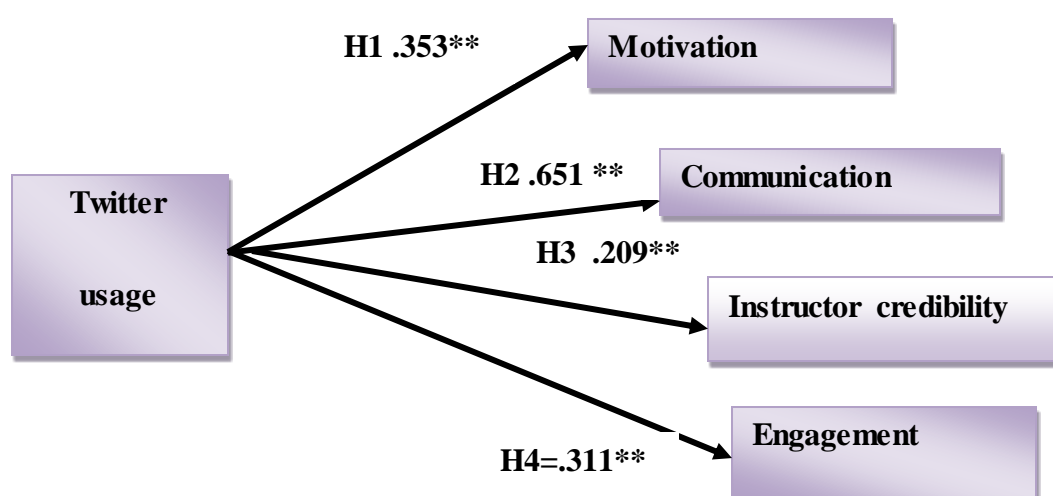 H1 .353**
Motivation
H2 .651 **
Communication
Twitter
usage
H3 .209**
Instructor credibility
Engagement
H4=.311**